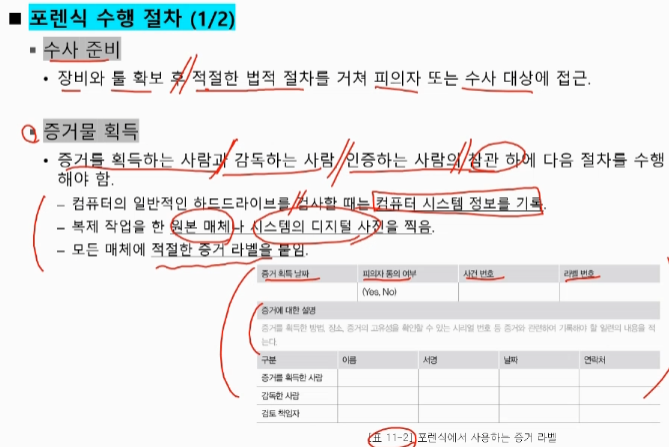 ■ 포렌식 수행 절차 (1/2)
▪ 수사 준비
• 장비와 툴 확보 후 적절한 법적 절차를 거쳐 피의자 또는 수사 대상에 접근.
▪ 증거물 획득
• 증거를 획득하는 사람과 감독하는 사람, 인증하는 사람의 참관 하에 다음 절차를 수행
해야 함.
– 컴퓨터의 일반적인 하드드라이브를 검사할 때는 컴퓨터 시스템 정보를 기록.
– 복제 작업을 한 원본 매체나 시스템의 디지털 사진을 찍음.
– 모든 매체에 적절한 증거 라벨을 붙임.
증거 획득 날짜 피의자 동의 여부 사건 번호 라벨 번호
(Yes, No)
증거에 대한 설명
증거를 획득한 방법, 장소, 증거의 고유성을 확인할 수 있는 시리얼 번호 등 증거와 관련하여 기록해야 할 일련의 내용을 적
는다.
구분 이름 서명 날짜 연락처
증거를 획득한 사람
감독한 사람
검토 책임자
[표 11-2] 포렌식에서 사용하는 증거 라벨